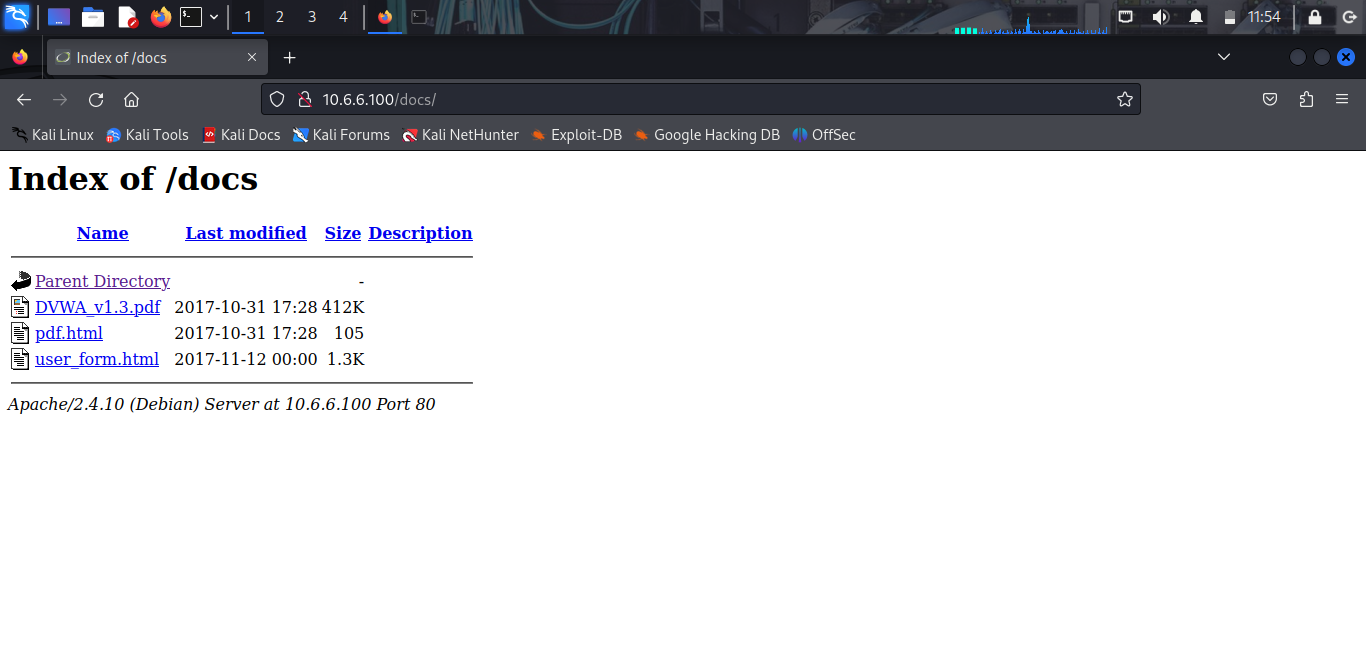 1 2 3 4 11:54
Index of /docs
10.6.6.100/docs/
Kali Linux Kali Tools Kali Docs Kali Forums Kali NetHunter Exploit-DB Google Hacking DB OffSec
Index of /docs
Name Last modified Size Description
Parent Directory -
DVWA_v1.3.pdf 2017-10-31 17:28 412K
pdf.html 2017-10-31 17:28 105
user_form.html 2017-11-12 00:00 1.3K
Apache/2.4.10 (Debian) Server at 10.6.6.100 Port 80